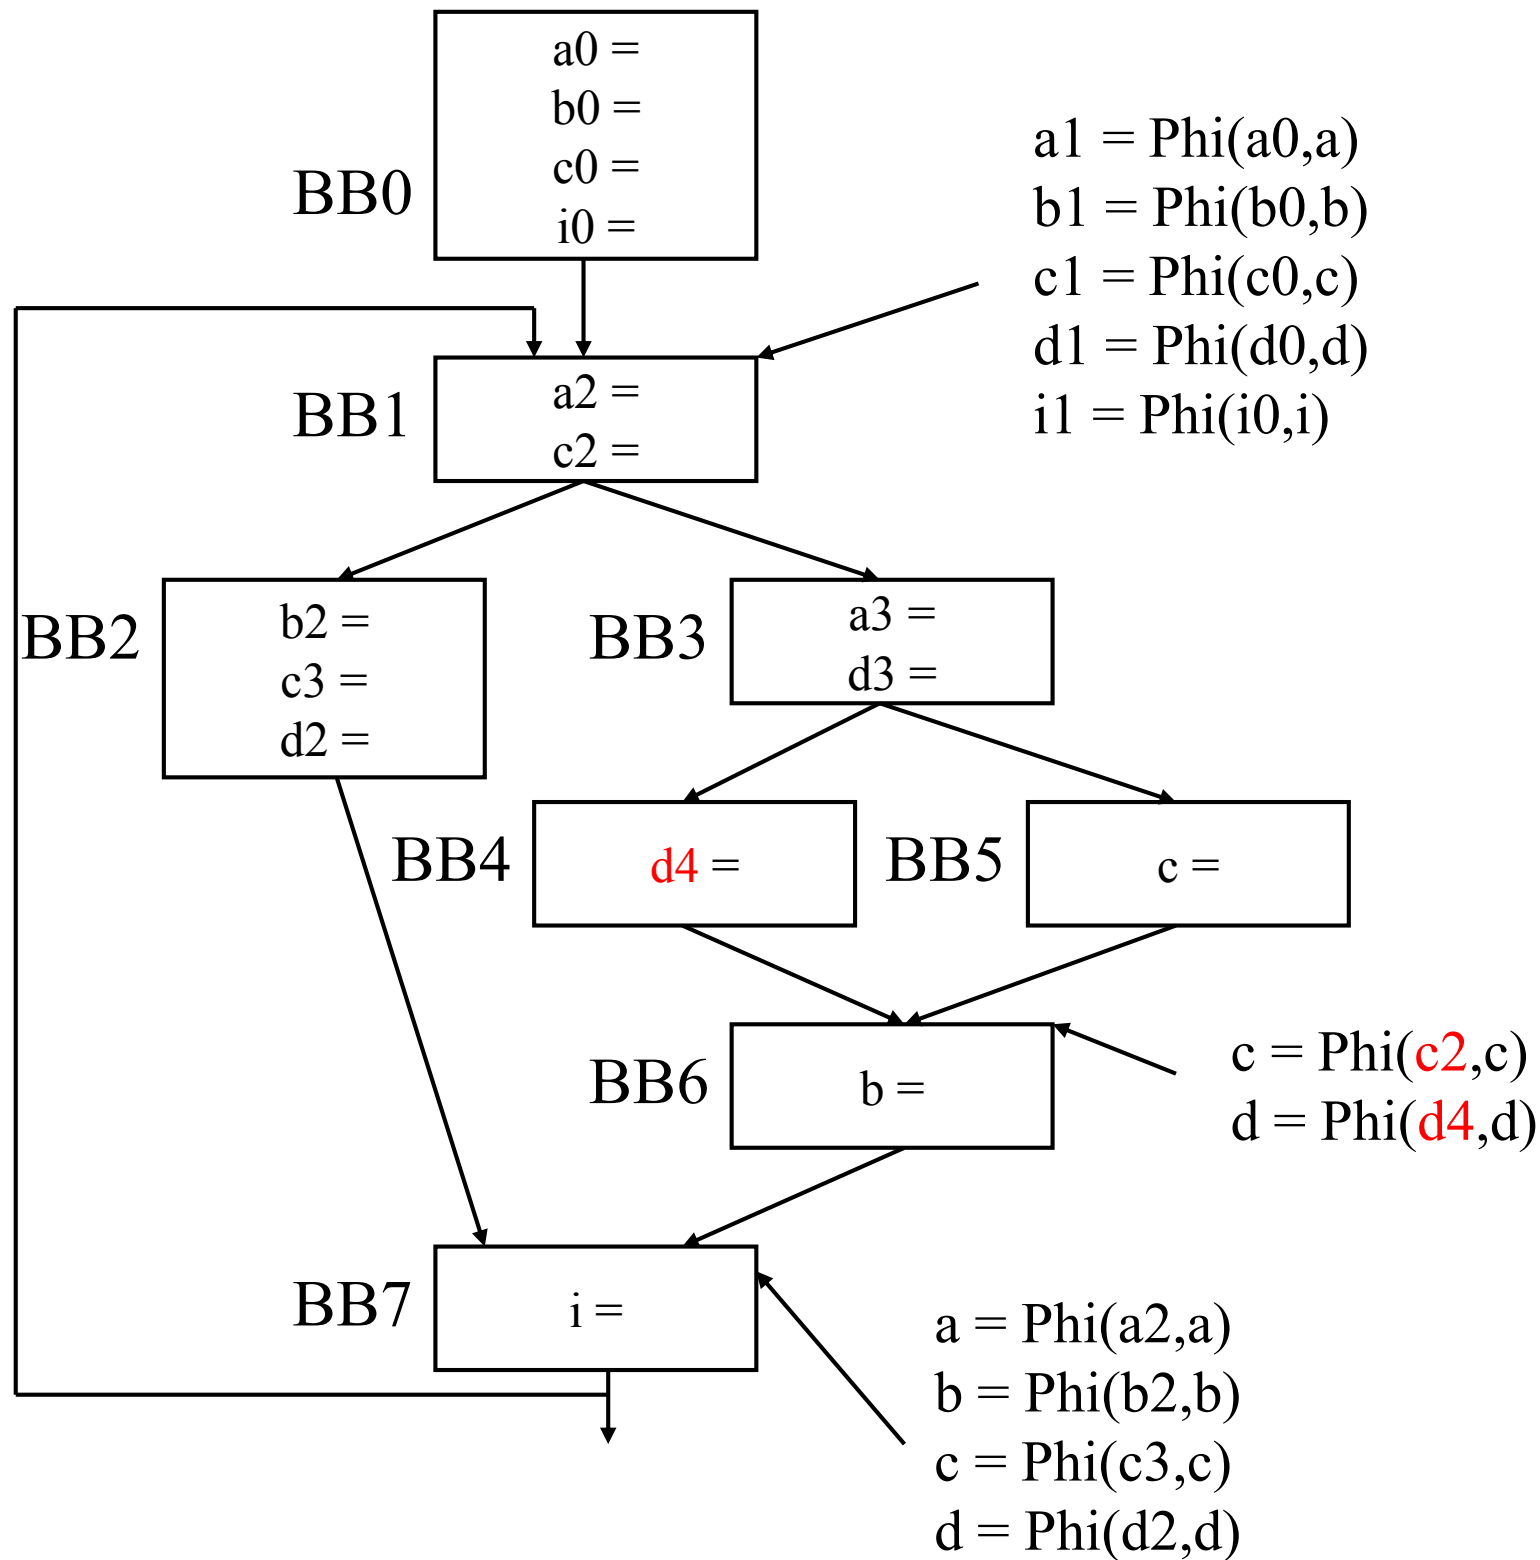 a0 =
b0 =
c0 =
i0 =
BB0
a1 = Phi(a0,a)
b1 = Phi(b0,b)
c1 = Phi(c0,c)
d1 = Phi(d0,d)
i1 = Phi(i0,i)
BB1
a2 =
c2 =
BB2
b2 =
c3 =
d2 =
BB3
a3 =
d3 =
BB4
d4 =
BB5
c =
BB6
b =
c = Phi(c2,c)
d = Phi(d4,d)
BB7
i =
a = Phi(a2,a)
b = Phi(b2,b)
c = Phi(c3,c)
d = Phi(d2,d)